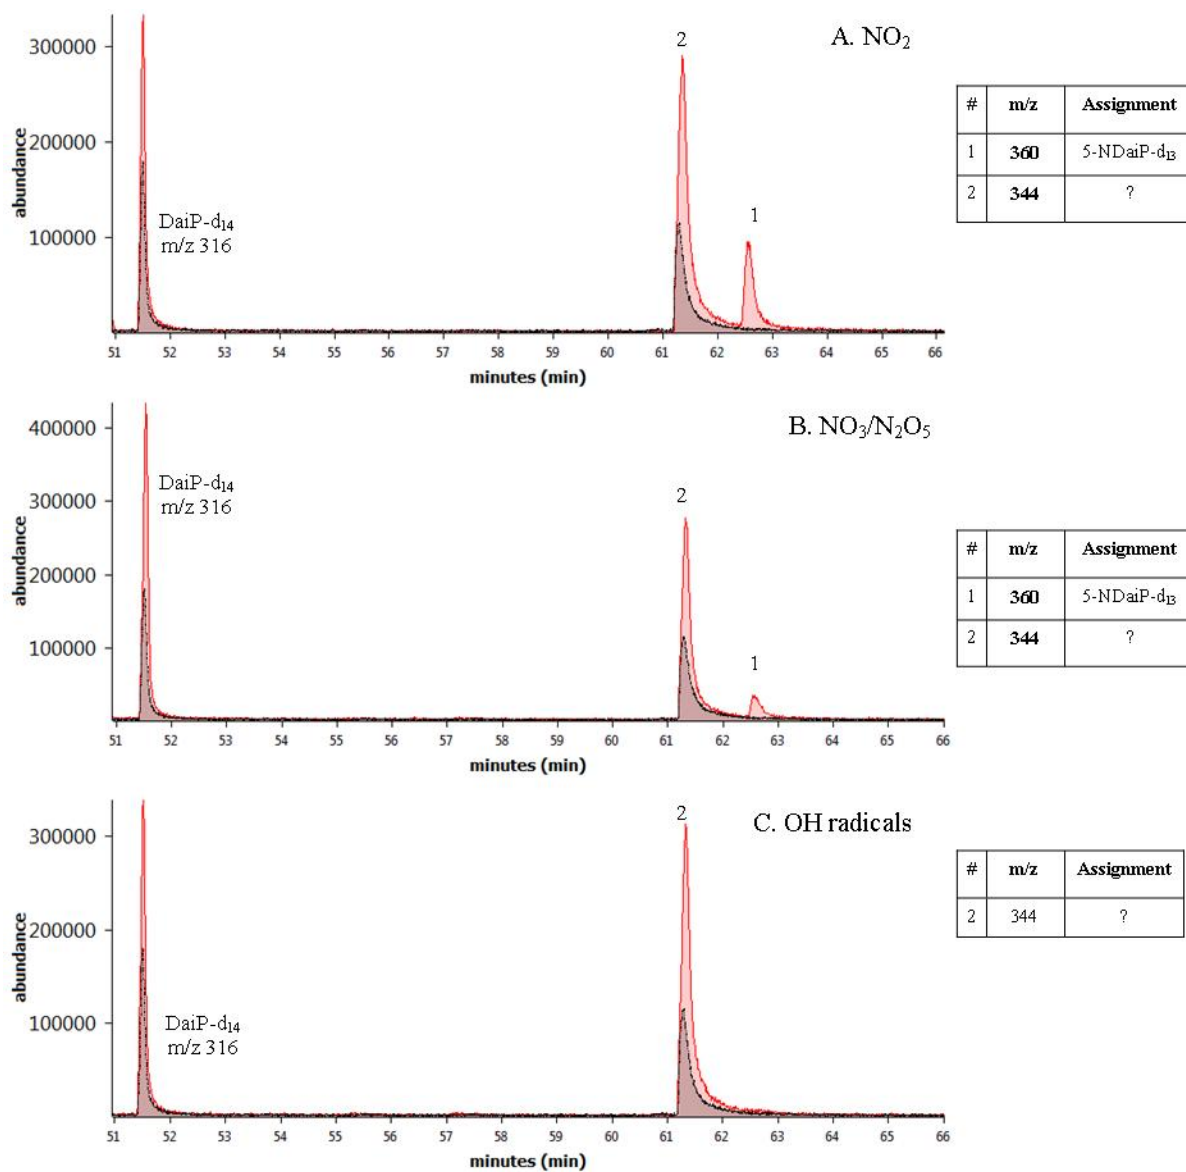 A. NO₂
abundance
300000
200000
100000
DaiP-d₁₄
m/z 316
2
1
51 52 53 54 55 56 57 58 59 60 61 62 63 64 65 66
minutes (min)
# m/z Assignment
1 360 5-NDaiP-d₁₃
2 344 ?
B. NO₃/N₂O₅
abundance
400000
300000
200000
100000
DaiP-d₁₄
m/z 316
2
1
51 52 53 54 55 56 57 58 59 60 61 62 63 64 65 66
minutes (min)
# m/z Assignment
1 360 5-NDaiP-d₁₃
2 344 ?
C. OH radicals
abundance
300000
200000
100000
DaiP-d₁₄
m/z 316
2
51 52 53 54 55 56 57 58 59 60 61 62 63 64 65 66
minutes (min)
# m/z Assignment
2 344 ?